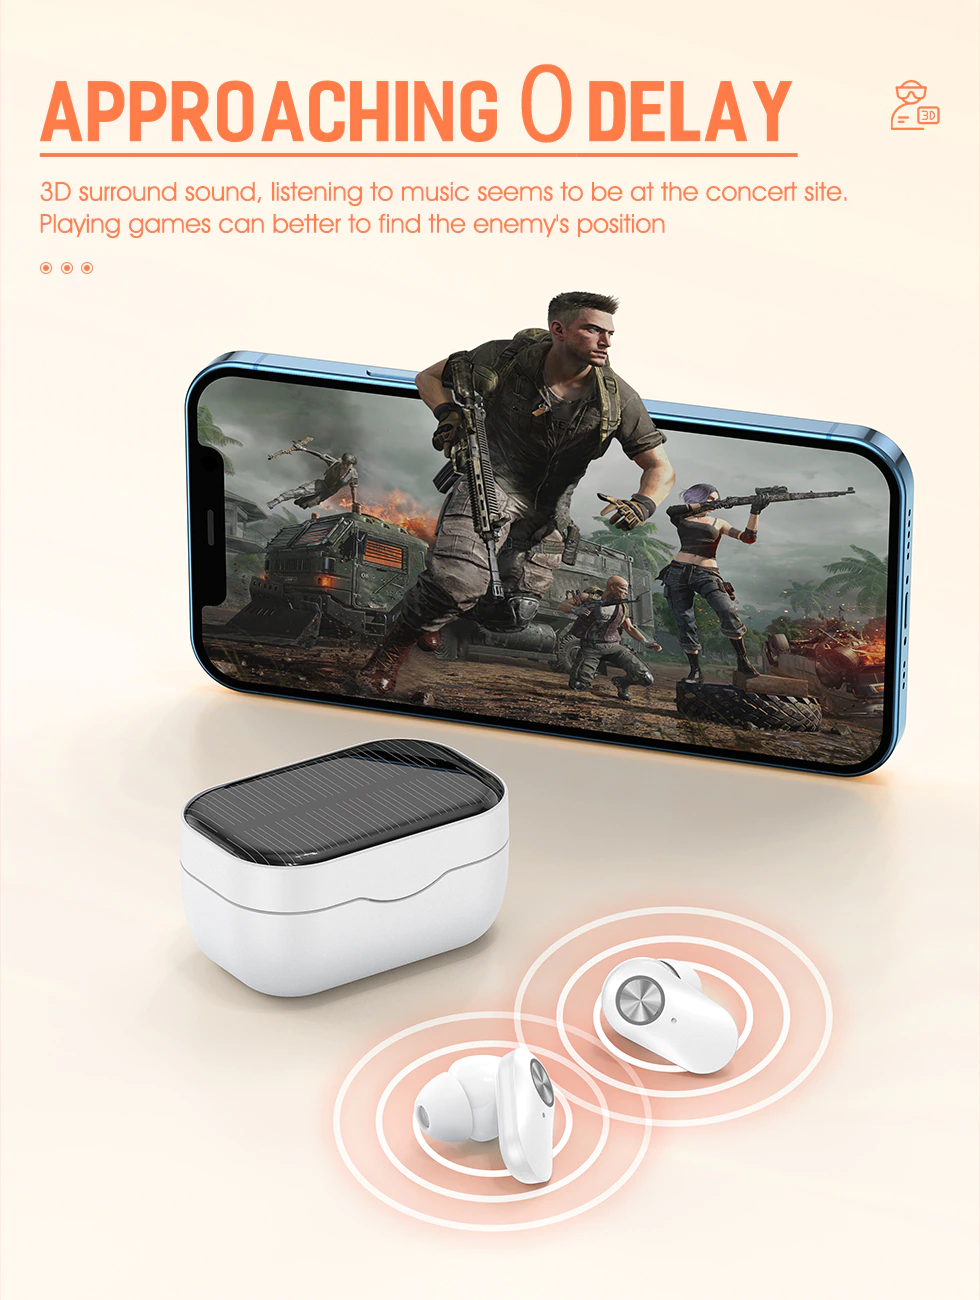 APPROACHING 0 DELAY
3D
3D surround sound, listening to music seems to be at the concert site.
Playing games can better to find the enemy's position